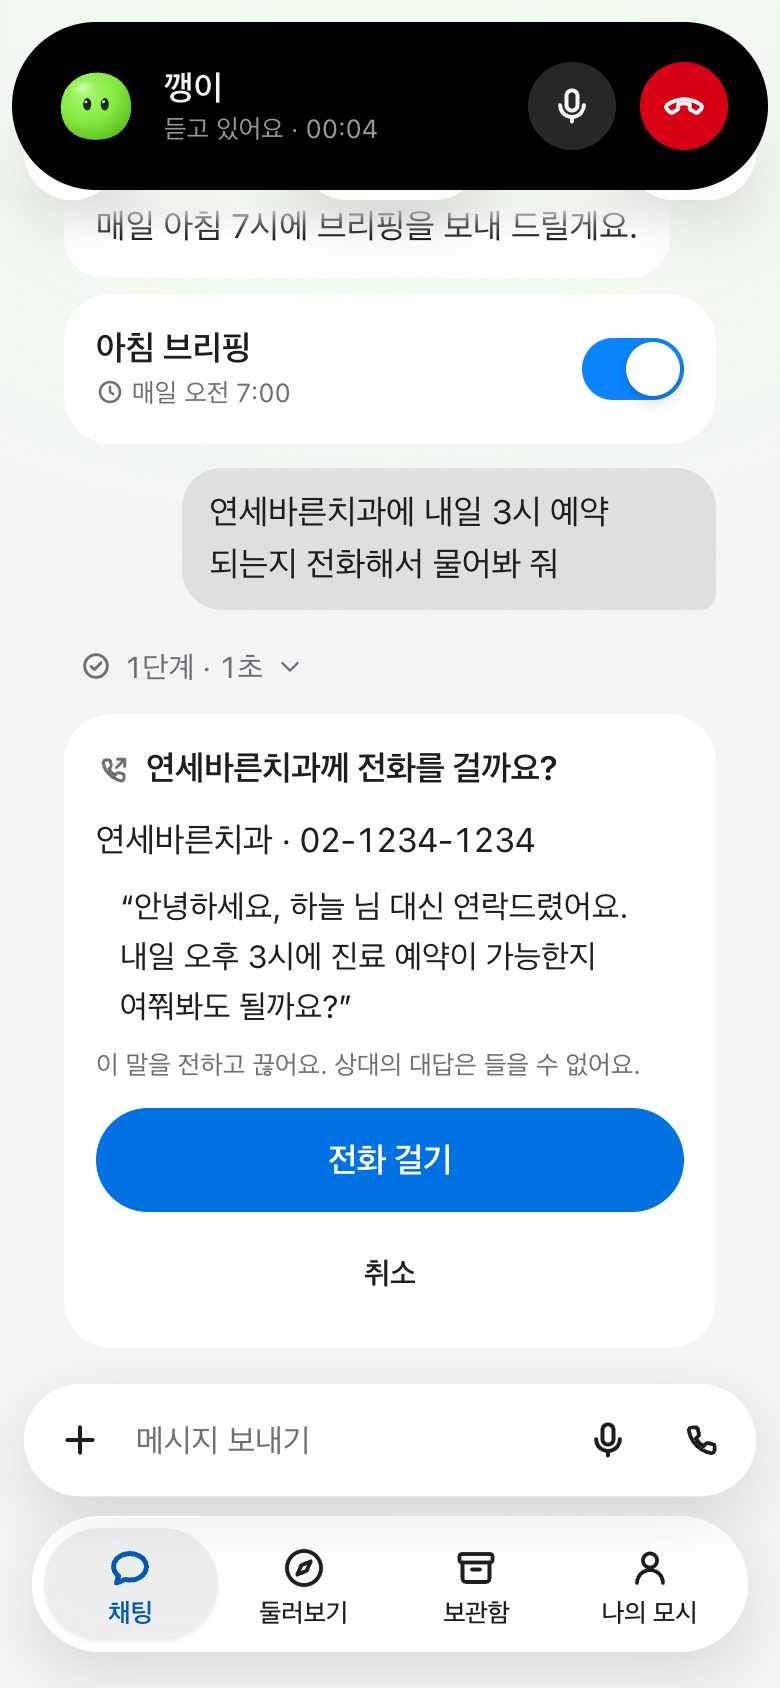 깽이
듣고 있어요 · 00:04
매일 아침 7시에 브리핑을 보내 드릴게요.
아침 브리핑
매일 오전 7:00
연세바른치과에 내일 3시 예약
되는지 전화해서 물어봐 줘
1단계 · 1초
연세바른치과께 전화를 걸까요?
연세바른치과 · 02-1234-1234
“안녕하세요, 하늘 님 대신 연락드렸어요.
내일 오후 3시에 진료 예약이 가능한지
여쭤봐도 될까요?”
이 말을 전하고 끊어요. 상대의 대답은 들을 수 없어요.
전화 걸기
취소
메시지 보내기
채팅
둘러보기
보관함
나의 모시